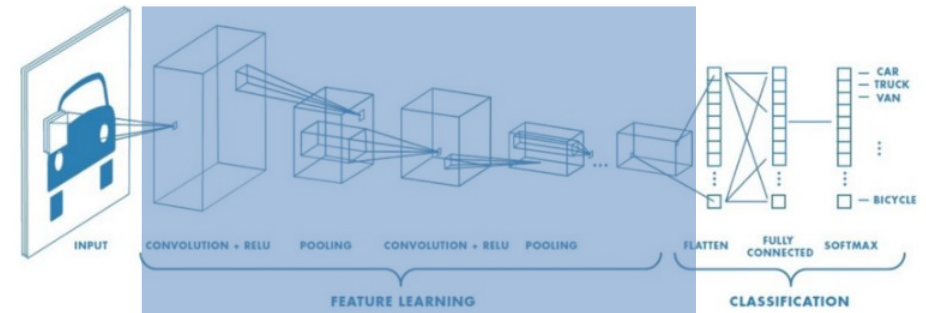 CAR
TRUCK
VAN
BICYCLE
INPUT
CONVOLUTION + RELU
POOLING
CONVOLUTION + RELU
POOLING
FLATTEN
FULLY
CONNECTED
SOFTMAX
FEATURE LEARNING
CLASSIFICATION